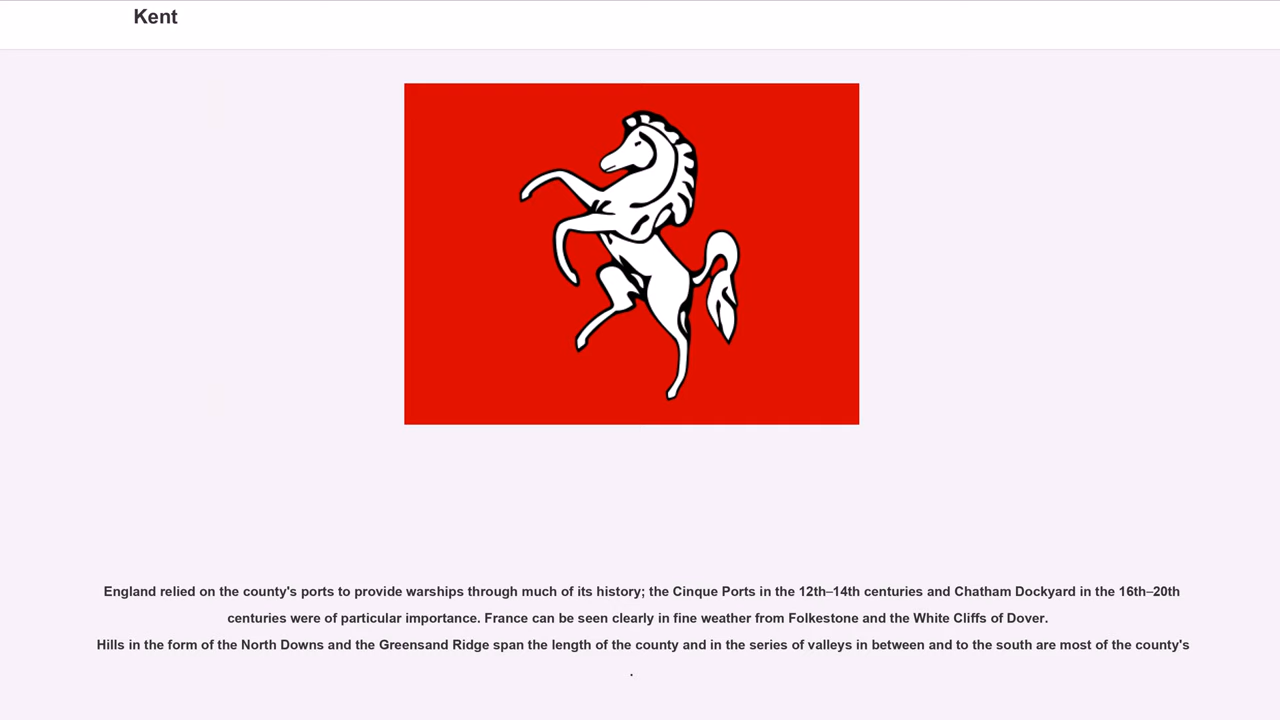 Kent
England relied on the county's ports to provide warships through much of its history; the Cinque Ports in the 12th–14th centuries and Chatham Dockyard in the 16th–20th
centuries were of particular importance. France can be seen clearly in fine weather from Folkestone and the White Cliffs of Dover.
Hills in the form of the North Downs and the Greensand Ridge span the length of the county and in the series of valleys in between and to the south are most of the county's
.